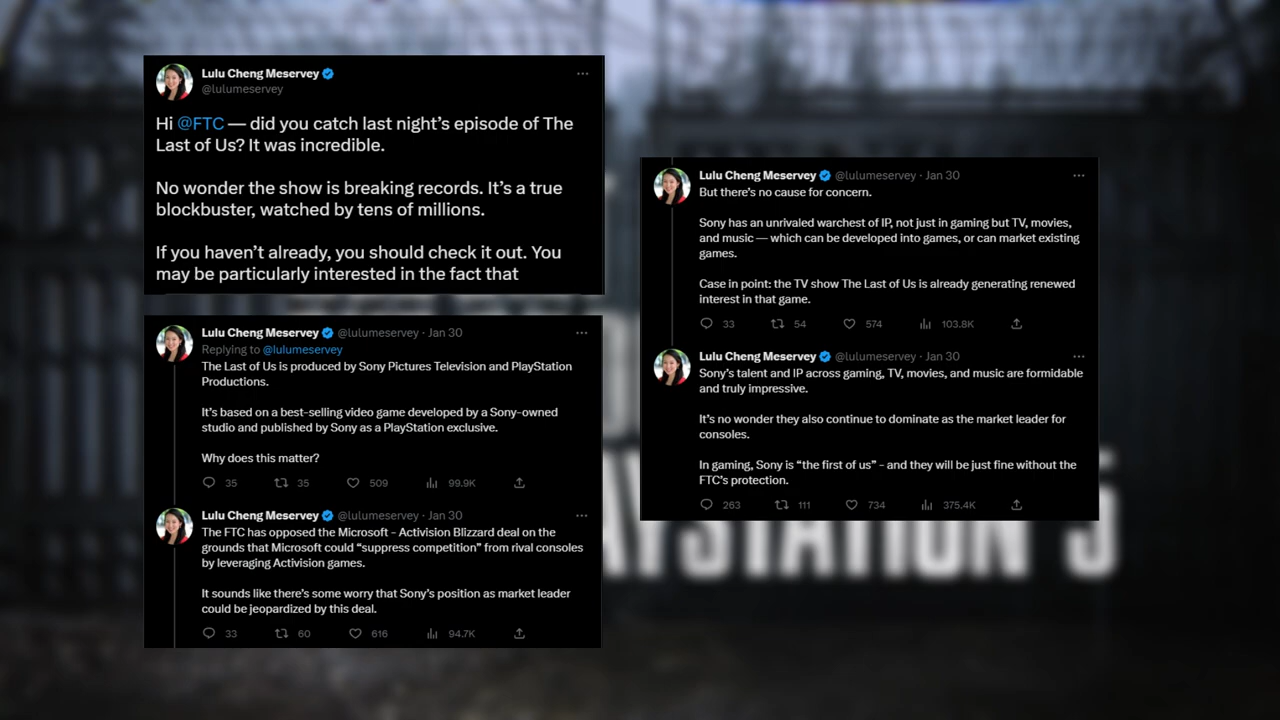 Lulu Cheng Meservey
@lulumeservey
Hi @FTC — did you catch last night’s episode of The
Last of Us? It was incredible.
No wonder the show is breaking records. It’s a true
blockbuster, watched by tens of millions.
If you haven’t already, you should check it out. You
may be particularly interested in the fact that
Lulu Cheng Meservey @lulumeservey · Jan 30
Replying to @lulumeservey
The Last of Us is produced by Sony Pictures Television and PlayStation
Productions.
It’s based on a best-selling video game developed by a Sony-owned
studio and published by Sony as a PlayStation exclusive.
Why does this matter?
35 35 509 99.9K
Lulu Cheng Meservey @lulumeservey · Jan 30
The FTC has opposed the Microsoft - Activision Blizzard deal on the
grounds that Microsoft could “suppress competition” from rival consoles
by leveraging Activision games.
It sounds like there’s some worry that Sony’s position as market leader
could be jeopardized by this deal.
33 60 616 94.7K
Lulu Cheng Meservey @lulumeservey · Jan 30
But there’s no cause for concern.
Sony has an unrivaled warchest of IP, not just in gaming but TV, movies,
and music — which can be developed into games, or can market existing
games.
Case in point: the TV show The Last of Us is already generating renewed
interest in that game.
33 54 574 103.8K
Lulu Cheng Meservey @lulumeservey · Jan 30
Sony’s talent and IP across gaming, TV, movies, and music are formidable
and truly impressive.
It’s no wonder they also continue to dominate as the market leader for
consoles.
In gaming, Sony is “the first of us” - and they will be just fine without the
FTC’s protection.
263 111 734 375.4K